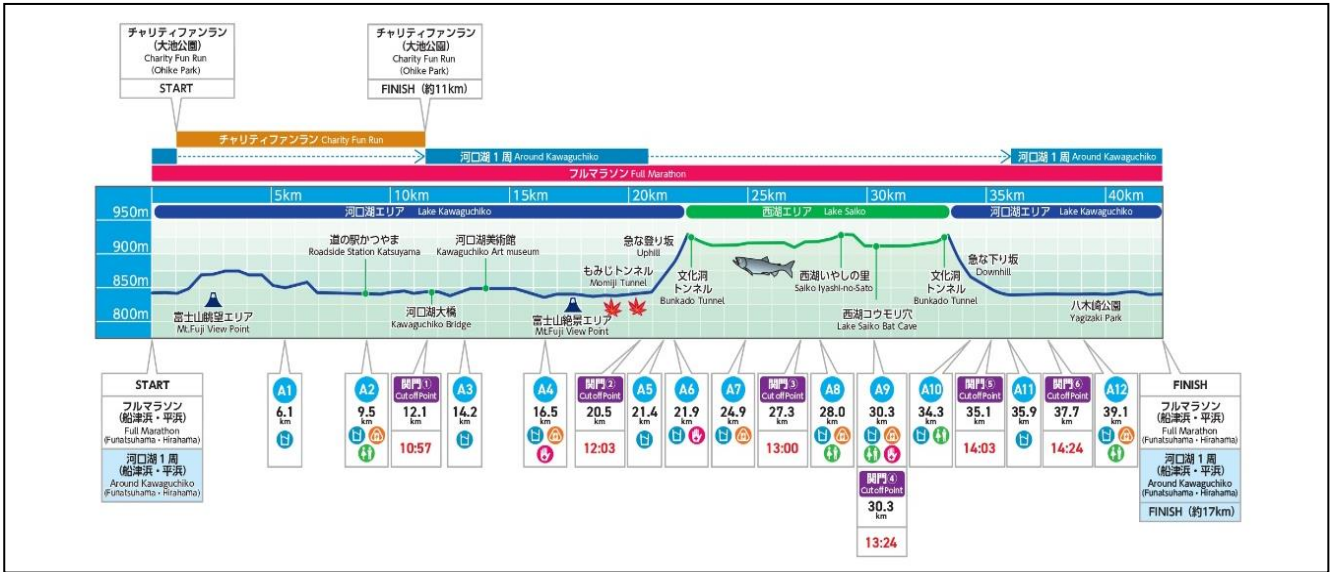 チャリティファンラン
(大池公園)
Charity Fun Run
(Ohike Park)
START
チャリティファンラン
(大池公園)
Charity Fun Run
(Ohike Park)
FINISH (約11km)
チャリティファンラン Charity Fun Run
河口湖1周 Around Kawaguchiko
河口湖1周 Around Kawaguchiko
フルマラソン Full Marathon
5km 10km 15km 20km 25km 30km 35km 40km
河口湖エリア Lake Kawaguchiko
西湖エリア Lake Saiko
河口湖エリア Lake Kawaguchiko
950m
900m
850m
800m
富士山眺望エリア
Mt.Fuji View Point
道の駅かつやま
Roadside Station Katsuyama
河口湖大橋
Kawaguchiko Bridge
河口湖美術館
Kawaguchiko Art museum
富士山絶景エリア
Mt.Fuji View Point
もみじトンネル
Momiji Tunnel
急な登り坂
Uphill
文化洞
トンネル
Bunkado Tunnel
西湖いやしの里
Saiko Iyashi-no-Sato
西湖コウモリ穴
Lake Saiko Bat Cave
文化洞
トンネル
Bunkado Tunnel
急な下り坂
Downhill
八木崎公園
Yagizaki Park
START
フルマラソン
(船津浜・平浜)
Full Marathon
(Funatsuhama・Hirahama)
河口湖1周
(船津浜・平浜)
Around Kawaguchiko
(Funatsuhama・Hirahama)
A1
6.1
km
A2
9.5
km
関門①
Cut off Point
12.1
km
10:57
A3
14.2
km
A4
16.5
km
関門②
Cut off Point
20.5
km
12:03
A5
21.4
km
A6
21.9
km
A7
24.9
km
関門③
Cut off Point
27.3
km
13:00
A8
28.0
km
A9
30.3
km
関門④
Cut off Point
30.3
km
13:24
A10
34.3
km
関門⑤
Cut off Point
35.1
km
14:03
A11
35.9
km
関門⑥
Cut off Point
37.7
km
14:24
A12
39.1
km
FINISH
フルマラソン
(船津浜・平浜)
Full Marathon
(Funatsuhama・Hirahama)
河口湖1周
(船津浜・平浜)
Around Kawaguchiko
(Funatsuhama・Hirahama)
FINISH (約17km)